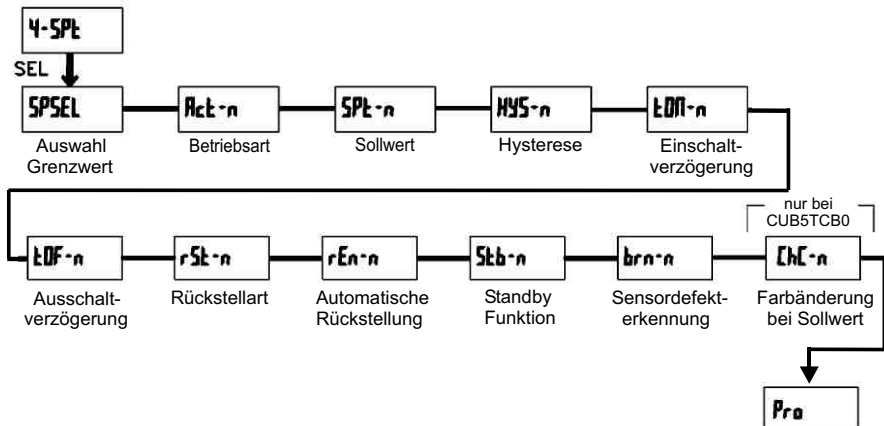 4-SPt
SEL
SPSEL
Act-n
SPt-n
HYS-n
tON-n
Auswahl
Grenzwert
Betriebsart
Sollwert
Hysterese
Einschalt-
verzögerung
nur bei
CUB5TCB0
tOF-n
rSt-n
rEn-n
Stb-n
brn-n
ChC-n
Ausschalt-
verzögerung
Rückstellart
Automatische
Rückstellung
Standby
Funktion
Sensordefekt-
erkennung
Farbänderung
bei Sollwert
Pro